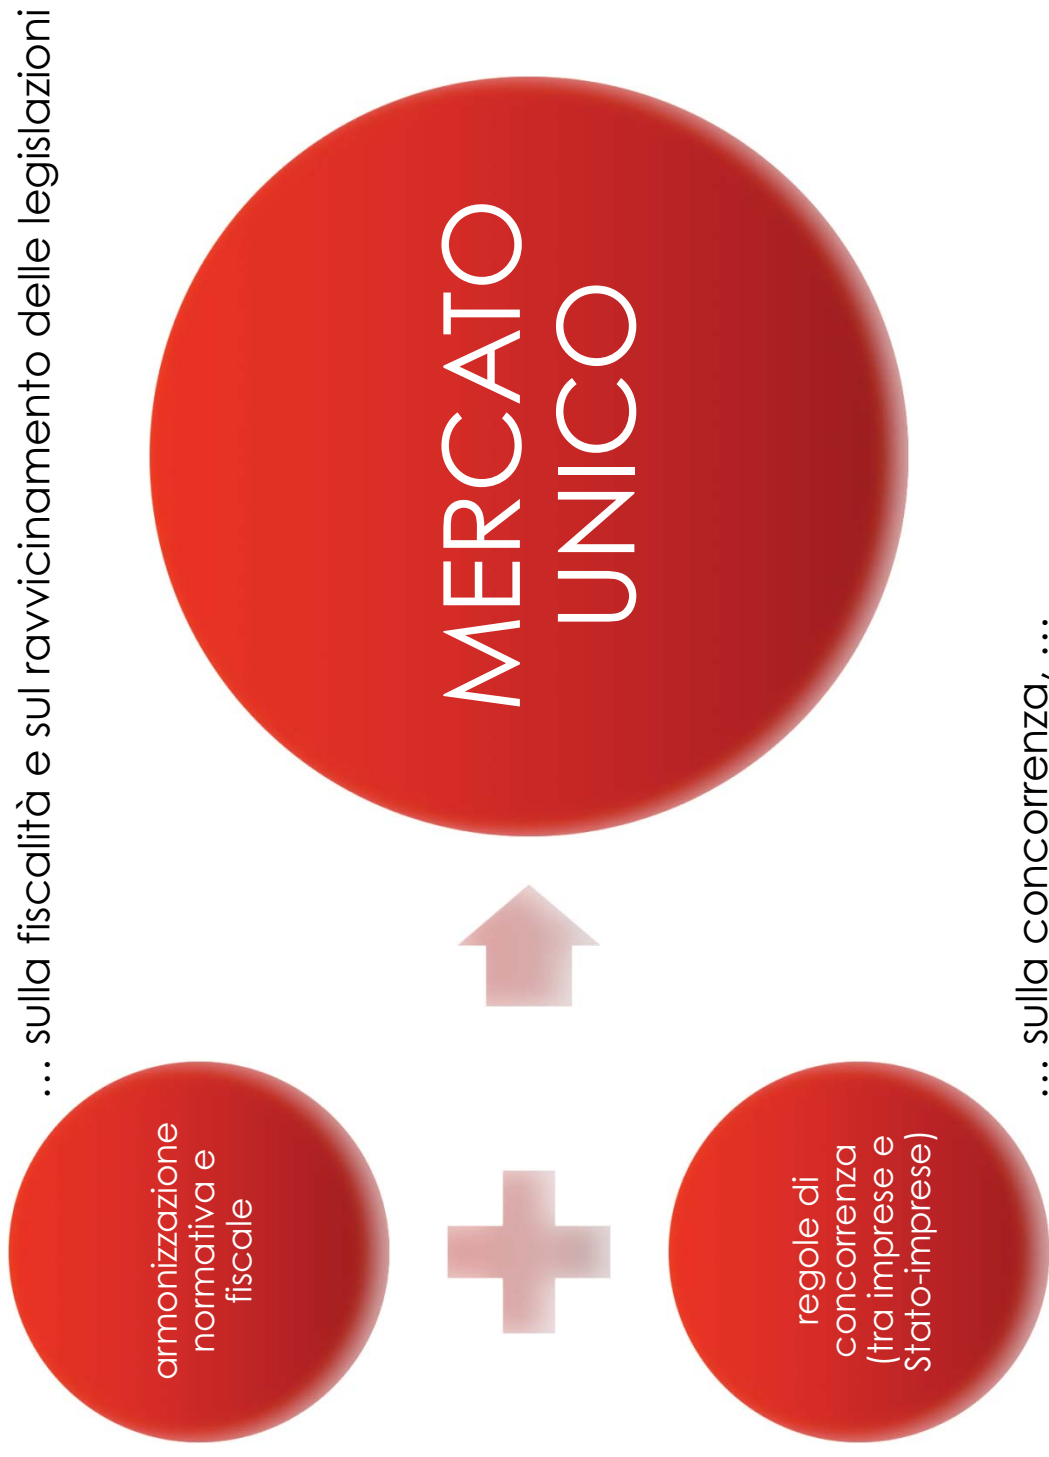 … sulla fiscalità e sul ravvicinamento delle legislazioni
armonizzazione
normativa e
fiscale
MERCATO
UNICO
regole di
concorrenza
(tra imprese e
Stato-imprese)
… sulla concorrenza, …